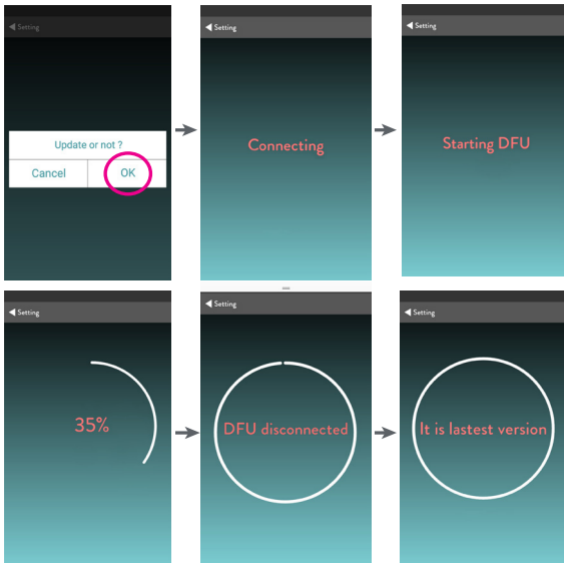 Setting
Update or not ?
Cancel
OK
Setting
Connecting
Setting
Starting DFU
Setting
35%
Setting
DFU disconnected
Setting
It is lastest version